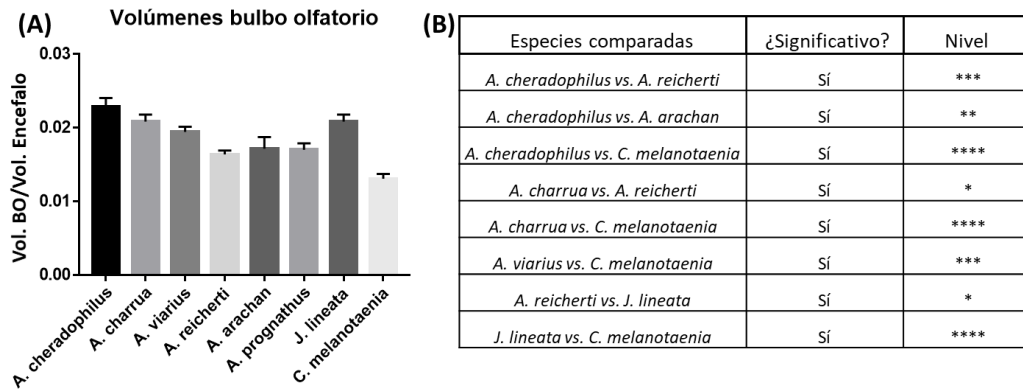 (A)
Volúmenes bulbo olfatorio
Vol. BO/Vol. Encefalo
0.03
0.02
0.01
0.00
A. cheradophilus
A. charrua
A. viarius
A. reicherti
A. arachan
A. prognathus
J. lineata
C. melanotaenia
(B)
Especies comparadas ¿Significativo? Nivel
A. cheradophilus vs. A. reicherti Sí ***
A. cheradophilus vs. A. arachan Sí **
A. cheradophilus vs. C. melanotaenia Sí ****
A. charrua vs. A. reicherti Sí *
A. charrua vs. C. melanotaenia Sí ****
A. viarius vs. C. melanotaenia Sí ***
A. reicherti vs. J. lineata Sí *
J. lineata vs. C. melanotaenia Sí ****